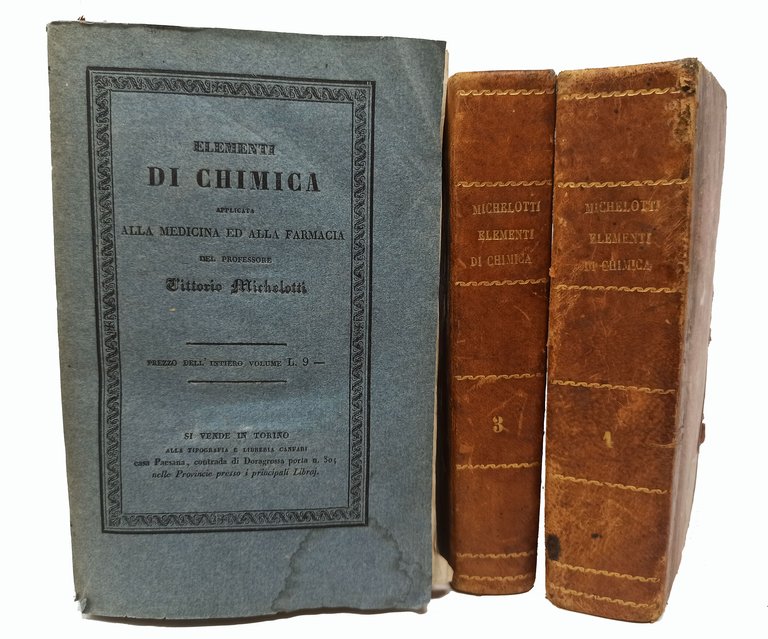 ELEMENTI
DI CHIMICA
APPLICATA
ALLA MEDICINA ED ALLA FARMACIA
DEL PROFESSORE
Vittorio Michelotti
PREZZO DELL' INTIERO VOLUME L. 9 —
SI VENDE IN TORINO
ALLA TIPOGRAFIA E LIBRERIA CANFARI
casa Paesana, contrada di Doragrossa porta n. 30;
nelle Provincie presso i principali Libraj.
MICHELOTTI
ELEMENTI
DI CHIMICA
3
MICHELOTTI
ELEMENTI
DI CHIMICA
1